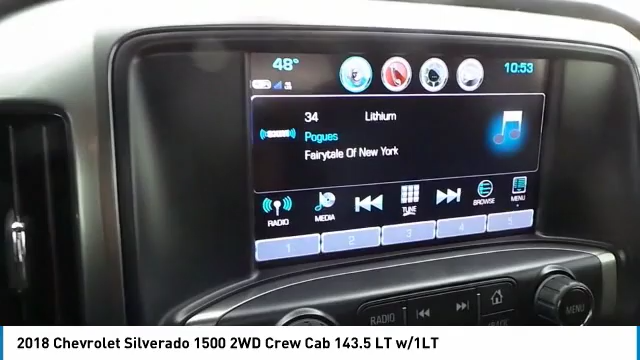 48° 10:53
34 Lithium
((SXM)) Pogues
Fairytale Of New York
RADIO MEDIA TUNE BROWSE MENU
1 2 3 4 5
RADIO MENU
2018 Chevrolet Silverado 1500 2WD Crew Cab 143.5 LT w/1LT